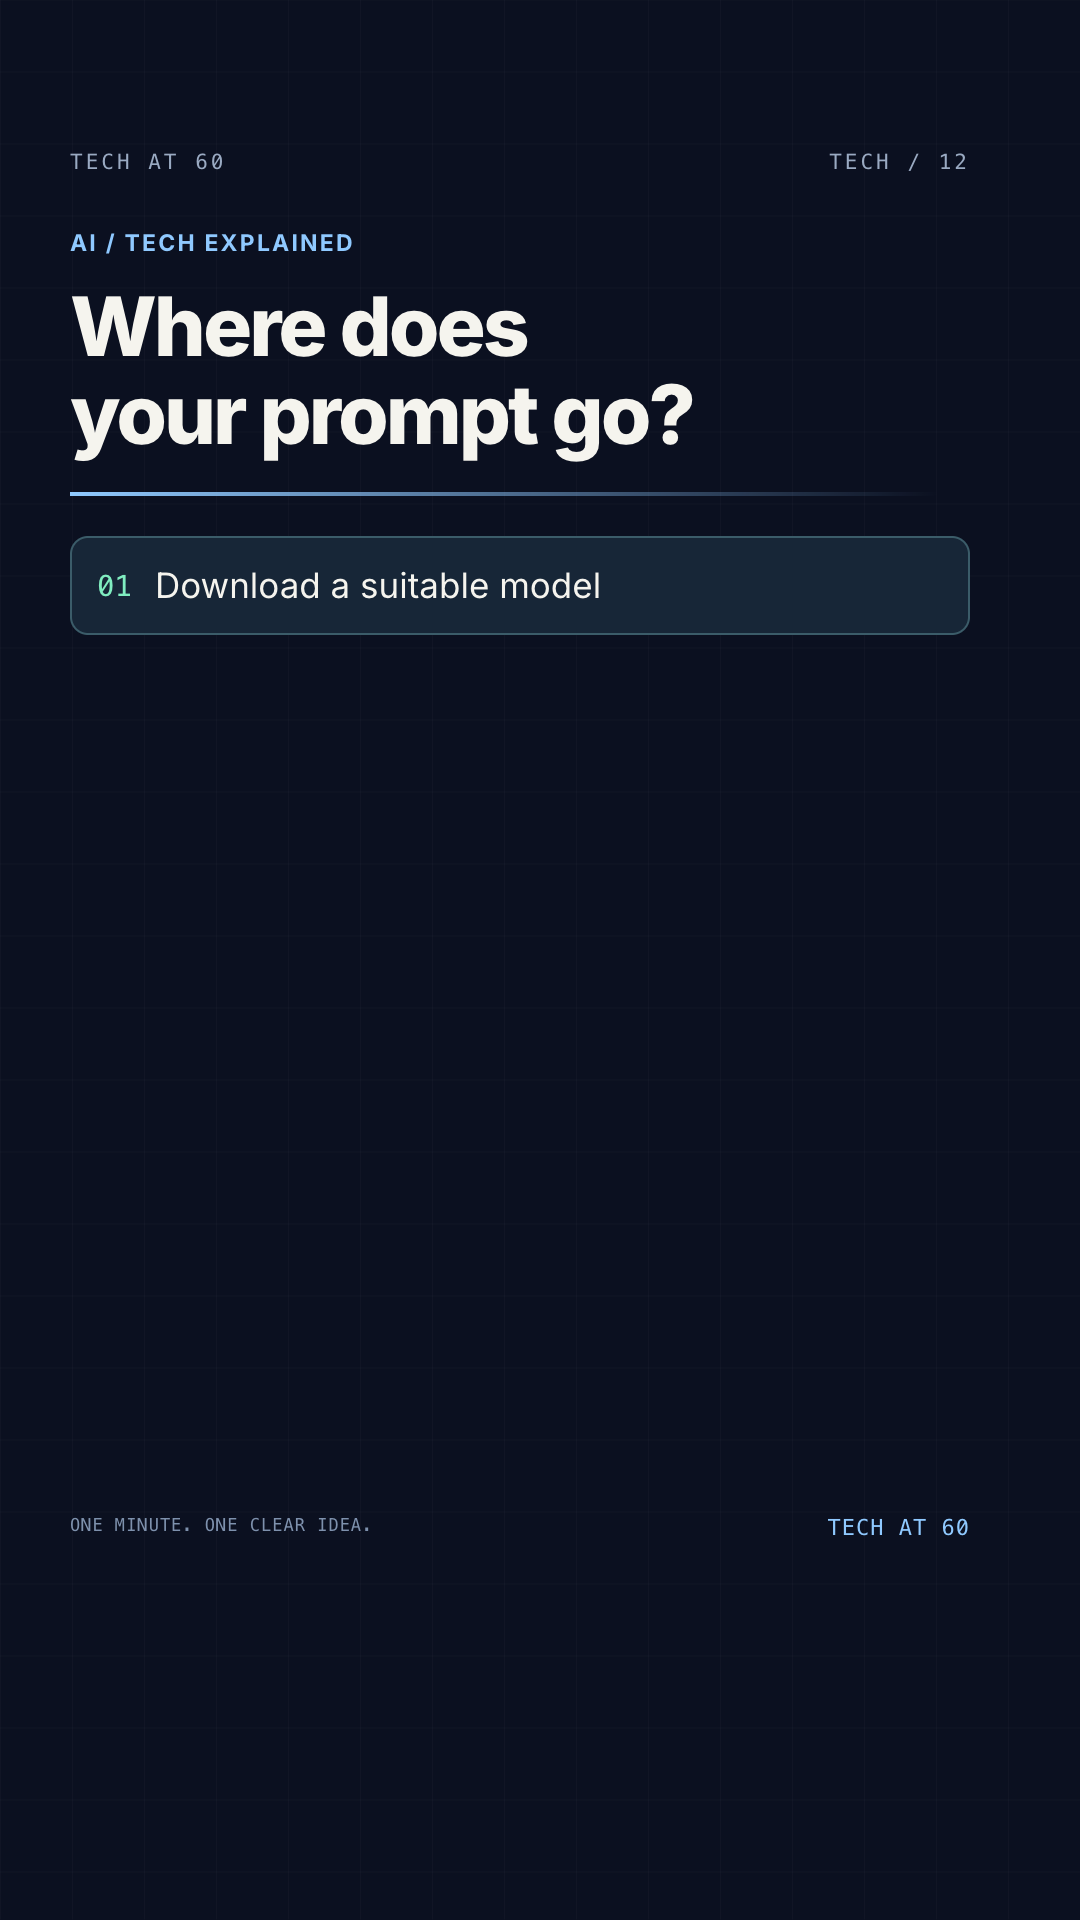 TECH AT 60
TECH / 12
AI / TECH EXPLAINED
Where does
your prompt go?
01 Download a suitable model
ONE MINUTE. ONE CLEAR IDEA.
TECH AT 60